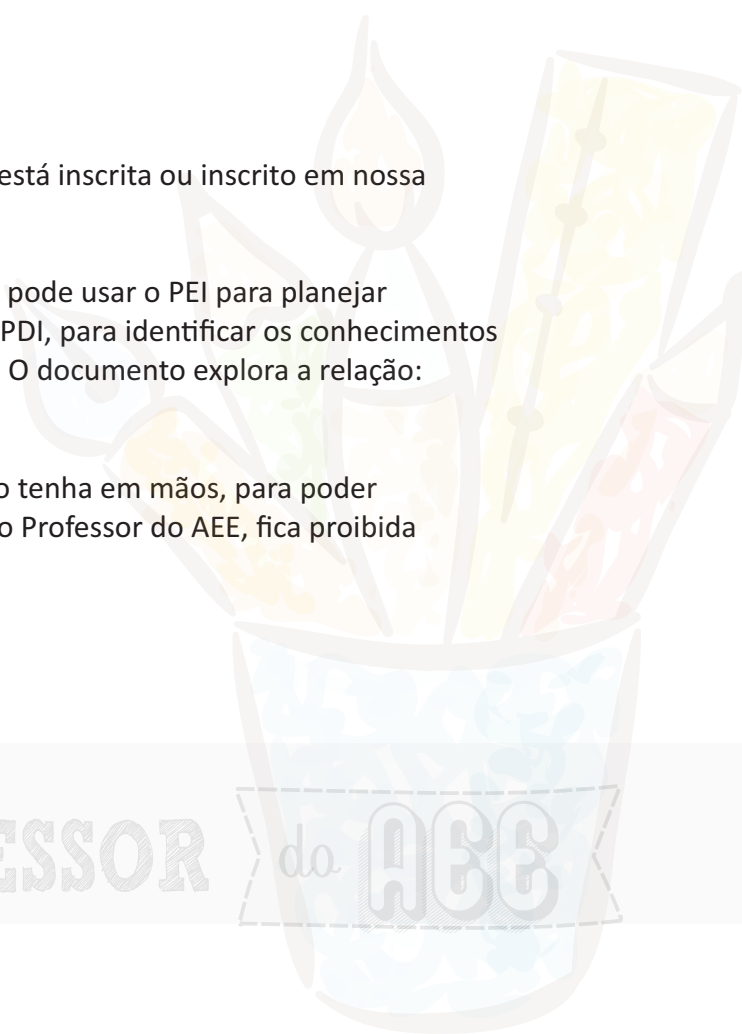 está inscrita ou inscrito em nossa
pode usar o PEI para planejar
PDI, para identificar os conhecimentos
O documento explora a relação:
o tenha em mãos, para poder
o Professor do AEE, fica proibida
ESSOR do AEE